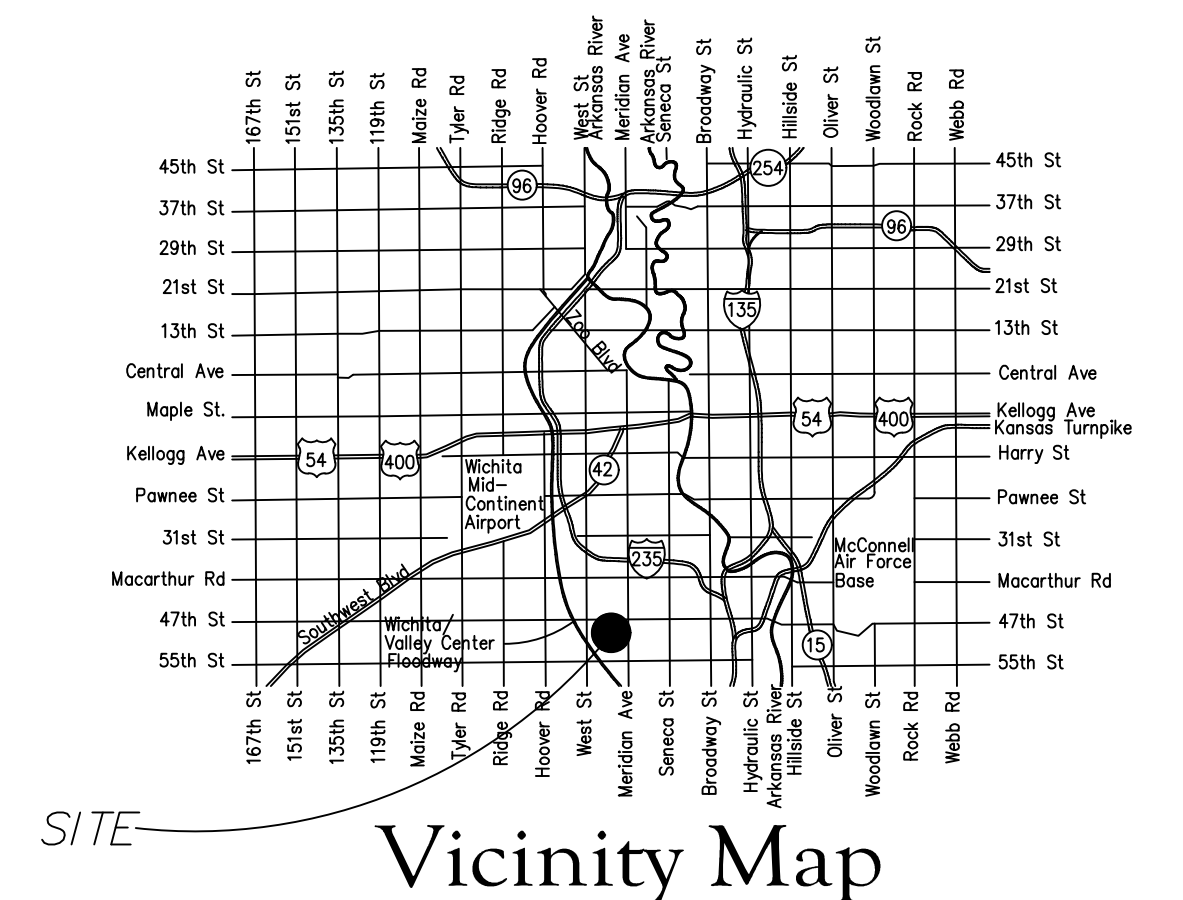 167th St
151st St
135th St
119th St
Maize Rd
Tyler Rd
Ridge Rd
Hoover Rd
West St
Arkansas River
Meridian Ave
Arkansas River
Seneca St
Broadway St
Hydraulic St
Hillside St
Oliver St
Woodlawn St
Rock Rd
Webb Rd
45th St
254
45th St
96
37th St
37th St
96
29th St
29th St
21st St
21st St
135
13th St
Zoo Blvd
13th St
Central Ave
Central Ave
Maple St.
54
400
Kellogg Ave
Kansas Turnpike
Kellogg Ave
54
400
Harry St
42
Wichita
Mid-
Continent
Airport
Pawnee St
Pawnee St
31st St
31st St
235
McConnell
Air Force
Base
Macarthur Rd
Macarthur Rd
Southwest Blvd
47th St
47th St
Wichita/
Valley Center
Floodway
15
55th St
55th St
167th St
151st St
135th St
119th St
Maize Rd
Tyler Rd
Ridge Rd
Hoover Rd
West St
Meridian Ave
Seneca St
Broadway St
Hydraulic St
Arkansas River
Hillside St
Oliver St
Woodlawn St
Rock Rd
Webb Rd
SITE
Vicinity Map